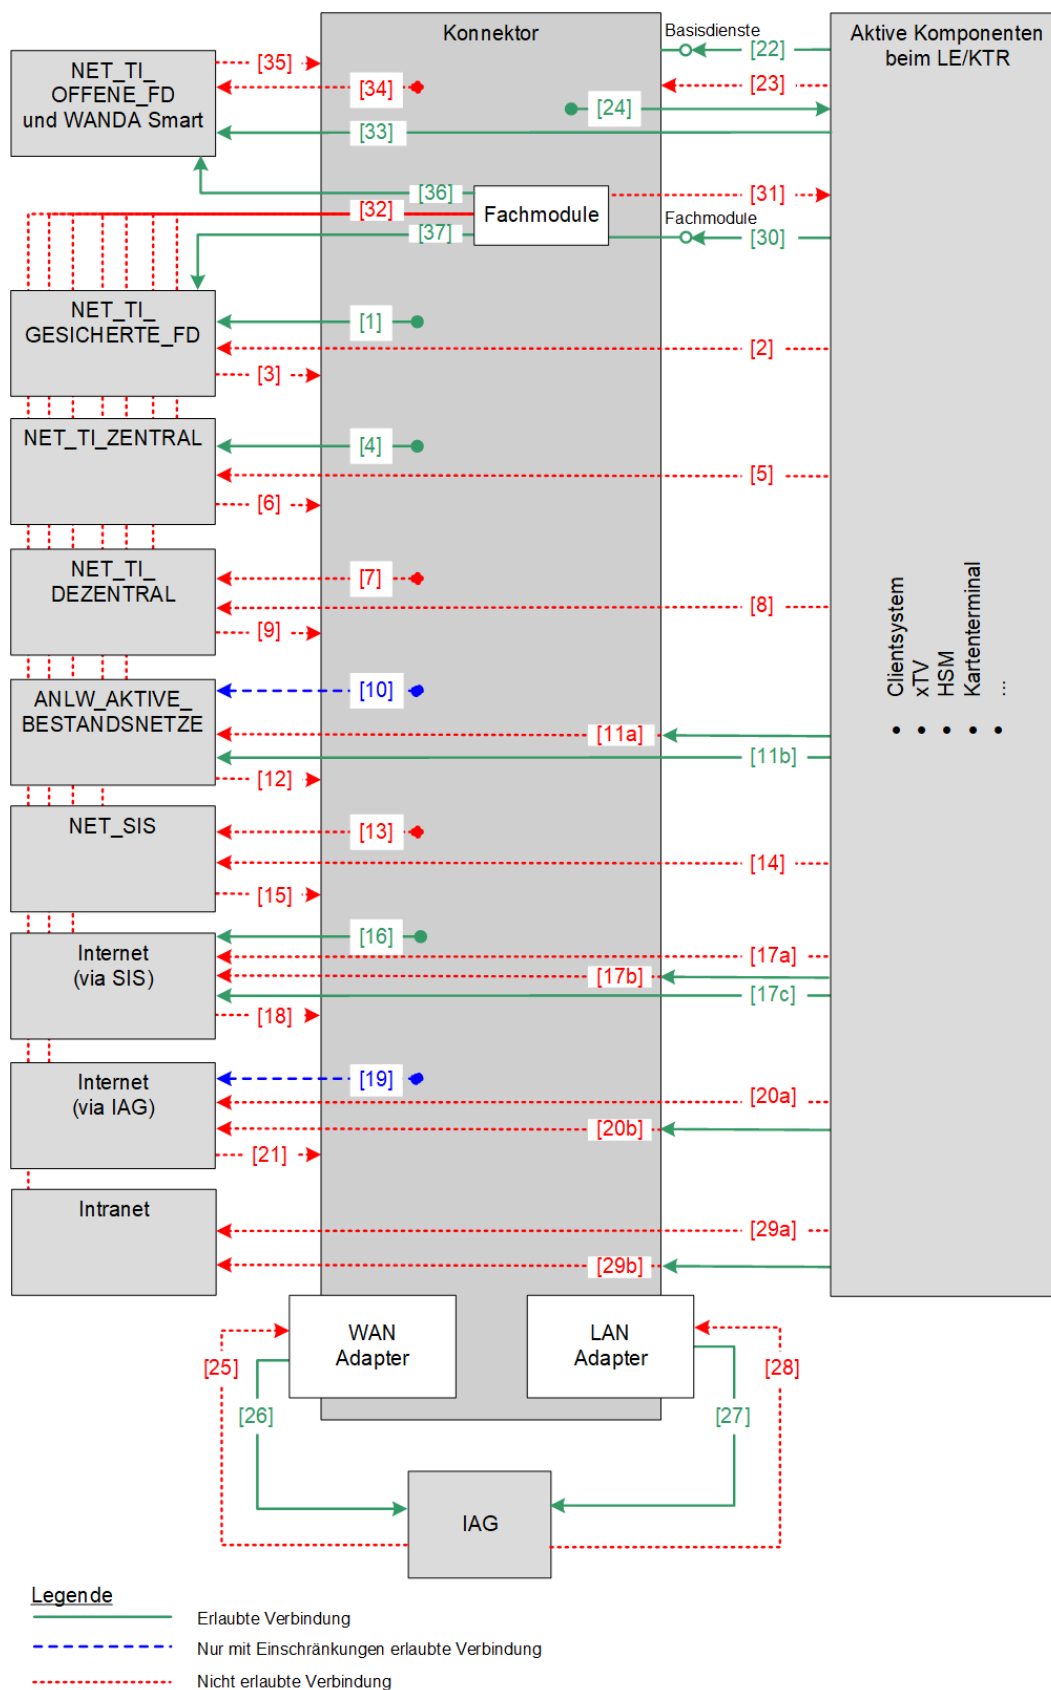 Konnektor
Aktive Komponenten
beim LE/KTR
Basisdienste
[22]
[23]
[24]
[35]
[34]
[33]
NET_TI_
OFFENE_FD
und WANDA Smart
[36]
[32]
[37]
Fachmodule
[31]
Fachmodule
[30]
NET_TI_
GESICHERTE_FD
[1]
[2]
[3]
NET_TI_ZENTRAL
[4]
[5]
[6]
NET_TI_
DEZENTRAL
[7]
[8]
[9]
Clientsystem
xTV
HSM
Kartenterminal
...
ANLW_AKTIVE_
BESTANDSNETZE
[10]
[11a]
[11b]
[12]
NET_SIS
[13]
[14]
[15]
Internet
(via SIS)
[16]
[17a]
[17b]
[17c]
[18]
Internet
(via IAG)
[19]
[20a]
[20b]
[21]
Intranet
[29a]
[29b]
WAN
Adapter
LAN
Adapter
[25]
[26]
[27]
[28]
IAG
Legende
Erlaubte Verbindung
Nur mit Einschränkungen erlaubte Verbindung
Nicht erlaubte Verbindung